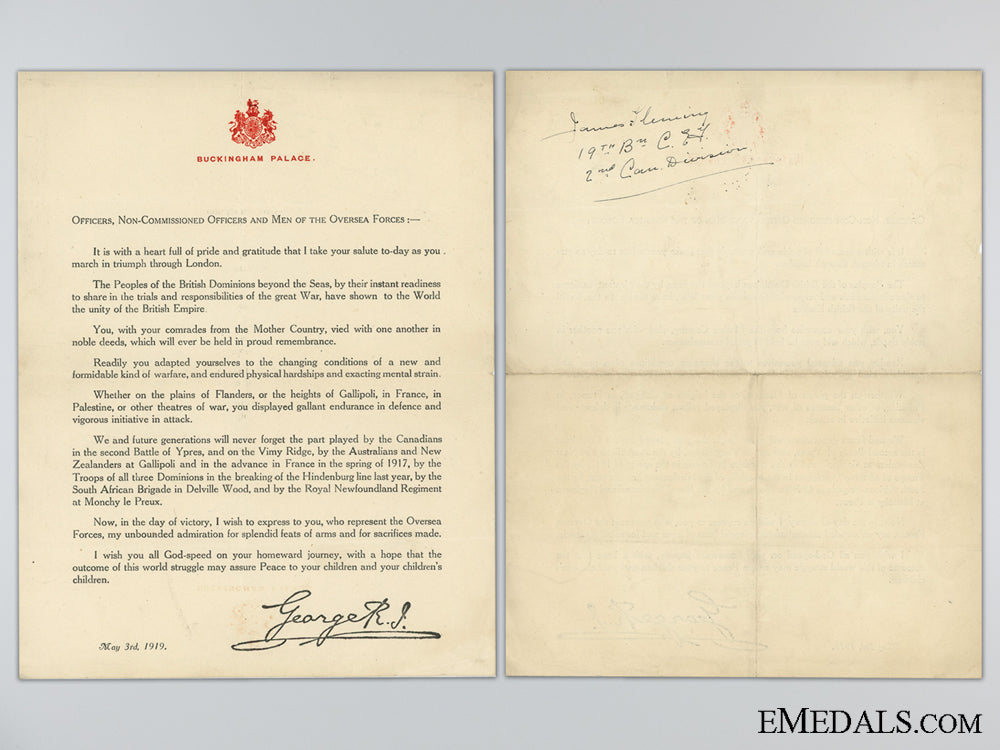 BUCKINGHAM PALACE.
OFFICERS, NON-COMMISSIONED OFFICERS AND MEN OF THE OVERSEA FORCES :—
It is with a heart full of pride and gratitude that I take your salute to-day as you
march in triumph through London.
The Peoples of the British Dominions beyond the Seas, by their instant readiness
to share in the trials and responsibilities of the great War, have shown to the World
the unity of the British Empire.
You, with your comrades from the Mother Country, vied with one another in
noble deeds, which will ever be held in proud remembrance.
Readily you adapted yourselves to the changing conditions of a new and
formidable kind of warfare, and endured physical hardships and exacting mental strain.
Whether on the plains of Flanders, or the heights of Gallipoli, in France, in
Palestine, or other theatres of war, you displayed gallant endurance in defence and
vigorous initiative in attack.
We and future generations will never forget the part played by the Canadians
in the second Battle of Ypres, and on the Vimy Ridge, by the Australians and New
Zealanders at Gallipoli and in the advance in France in the spring of 1917, by the
Troops of all three Dominions in the breaking of the Hindenburg line last year, by the
South African Brigade in Delville Wood, and by the Royal Newfoundland Regiment
at Monchy le Preux.
Now, in the day of victory, I wish to express to you, who represent the Oversea
Forces, my unbounded admiration for splendid feats of arms and for sacrifices made.
I wish you all God-speed on your homeward journey, with a hope that the
outcome of this world struggle may assure Peace to your children and your children's
children.
George R.I.
May 3rd, 1919.
James Fleming
19TH Bn C.E.F.
2nd Can. Division
EMEDALS.COM